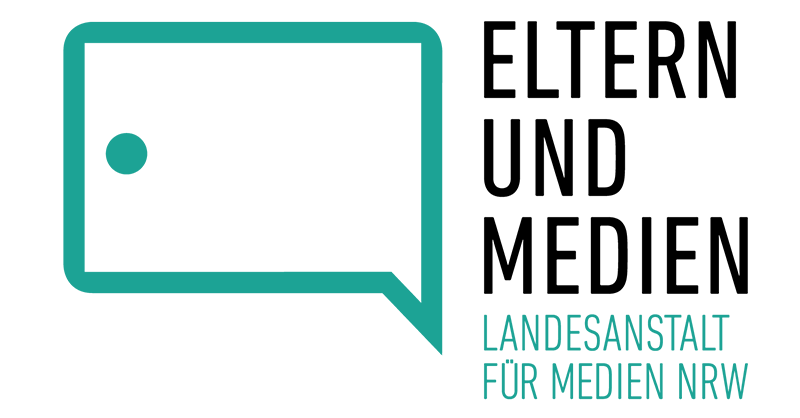 ELTERN
UND
MEDIEN
LANDESANSTALT
FÜR MEDIEN NRW